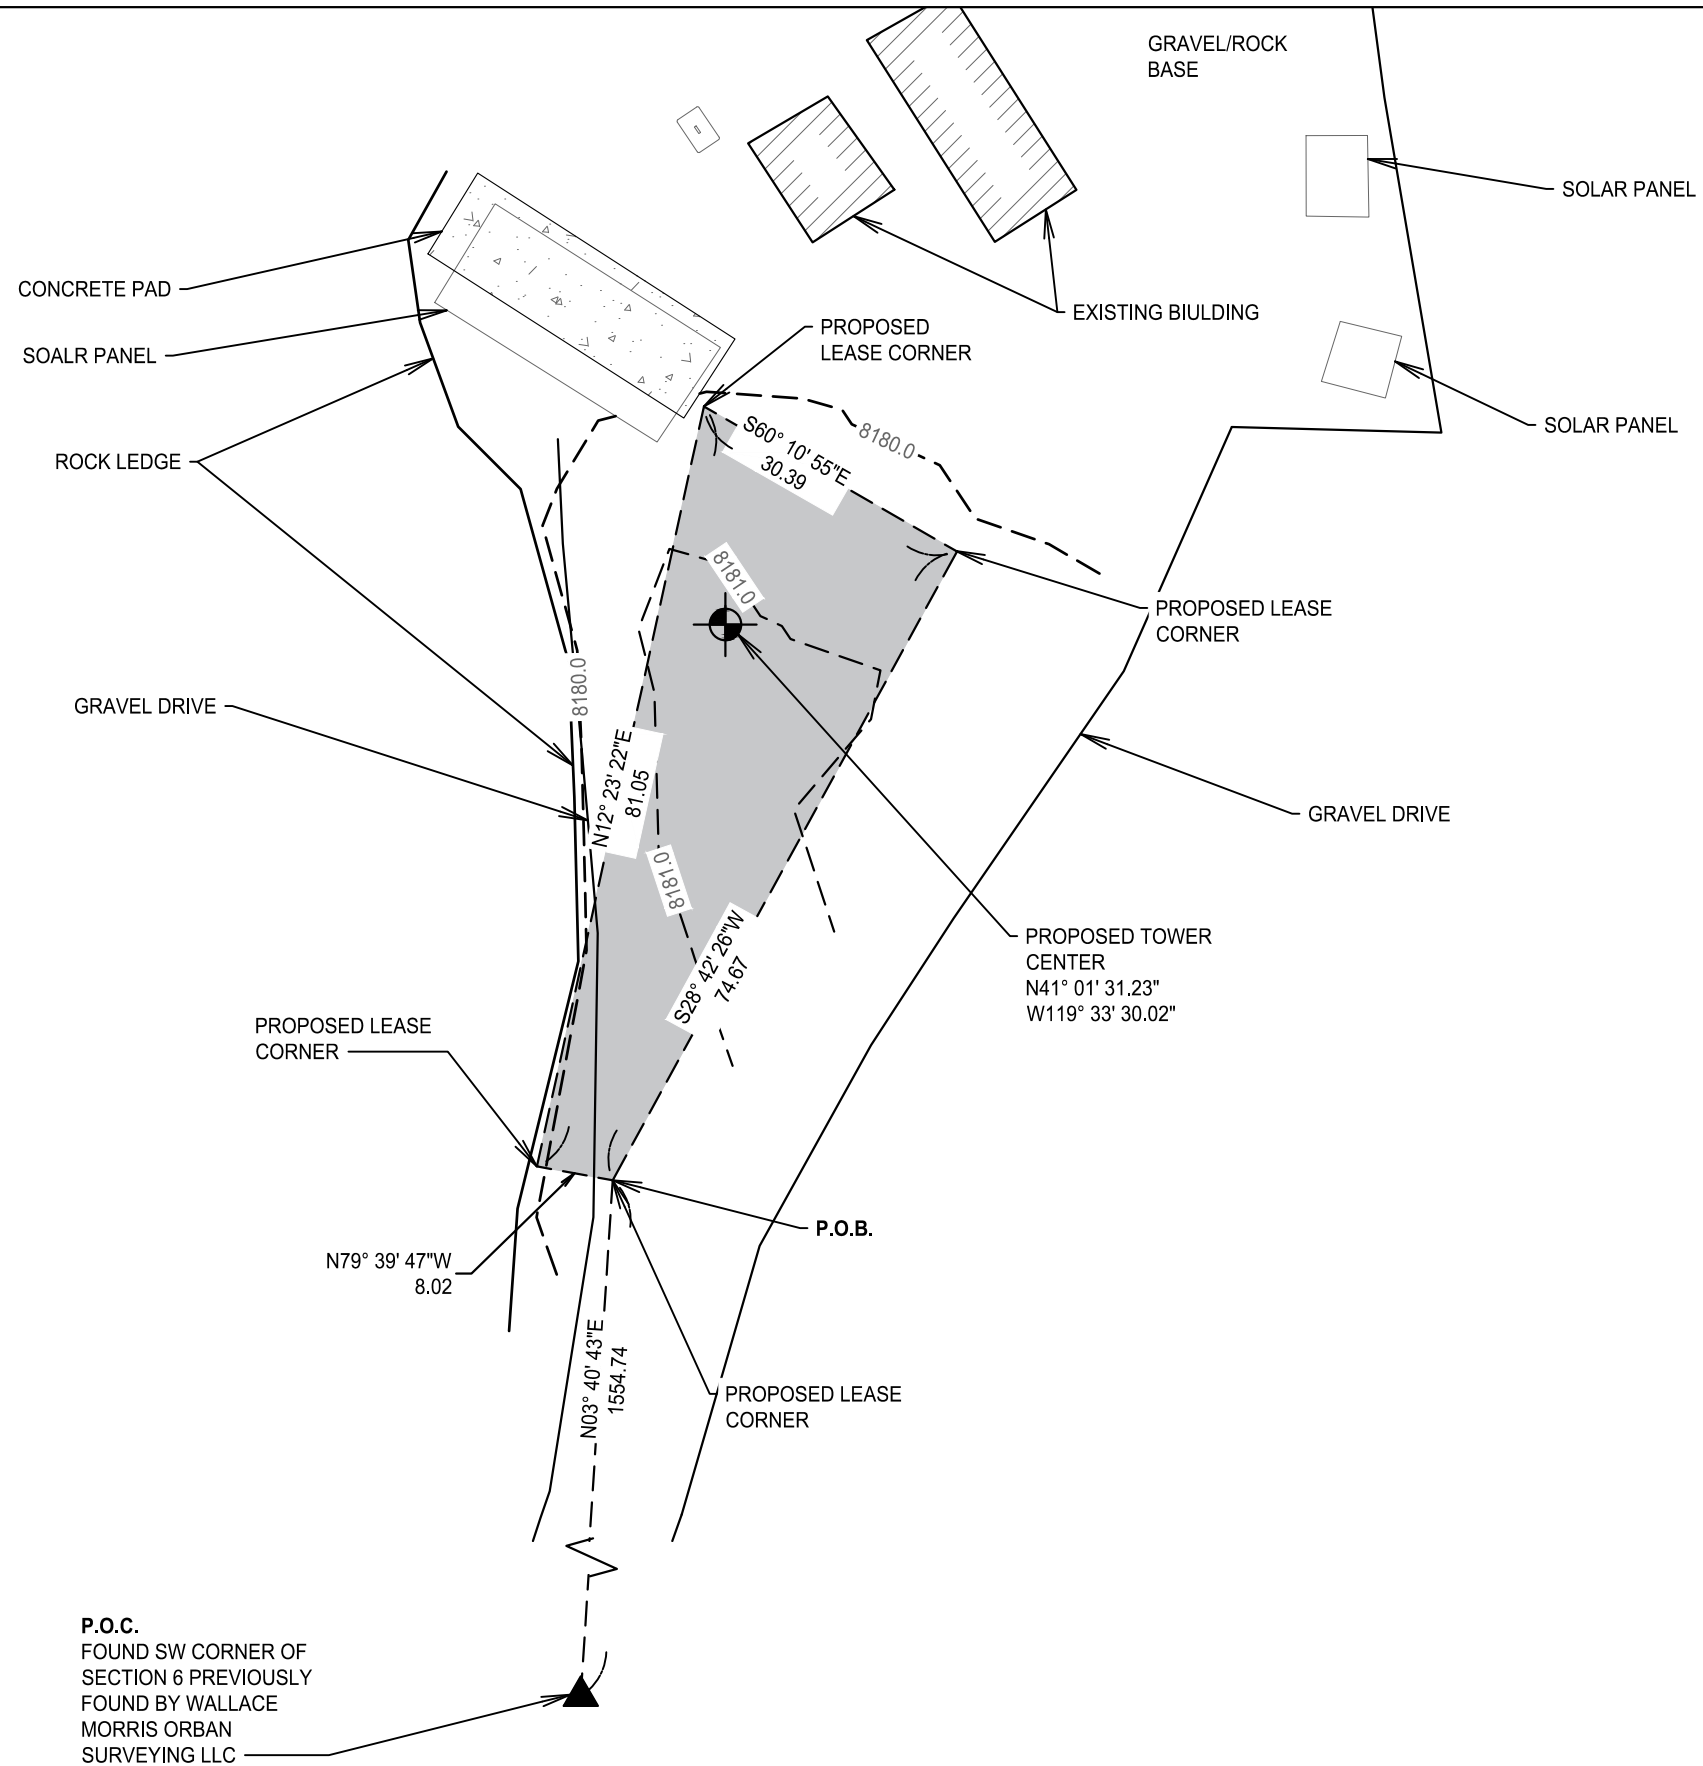 GRAVEL/ROCK
BASE
SOLAR PANEL
CONCRETE PAD
EXISTING BIULDING
PROPOSED
LEASE CORNER
SOALR PANEL
SOLAR PANEL
S60° 10' 55"E
30.39
8180.0
ROCK LEDGE
8181.0
PROPOSED LEASE
CORNER
8180.0
GRAVEL DRIVE
N12° 23' 22"E
81.05
GRAVEL DRIVE
8181.0
S28° 42' 26"W
74.67
PROPOSED TOWER
CENTER
N41° 01' 31.23"
W119° 33' 30.02"
PROPOSED LEASE
CORNER
P.O.B.
N79° 39' 47"W
8.02
N03° 40' 43"E
1554.74
PROPOSED LEASE
CORNER
P.O.C.
FOUND SW CORNER OF
SECTION 6 PREVIOUSLY
FOUND BY WALLACE
MORRIS ORBAN
SURVEYING LLC